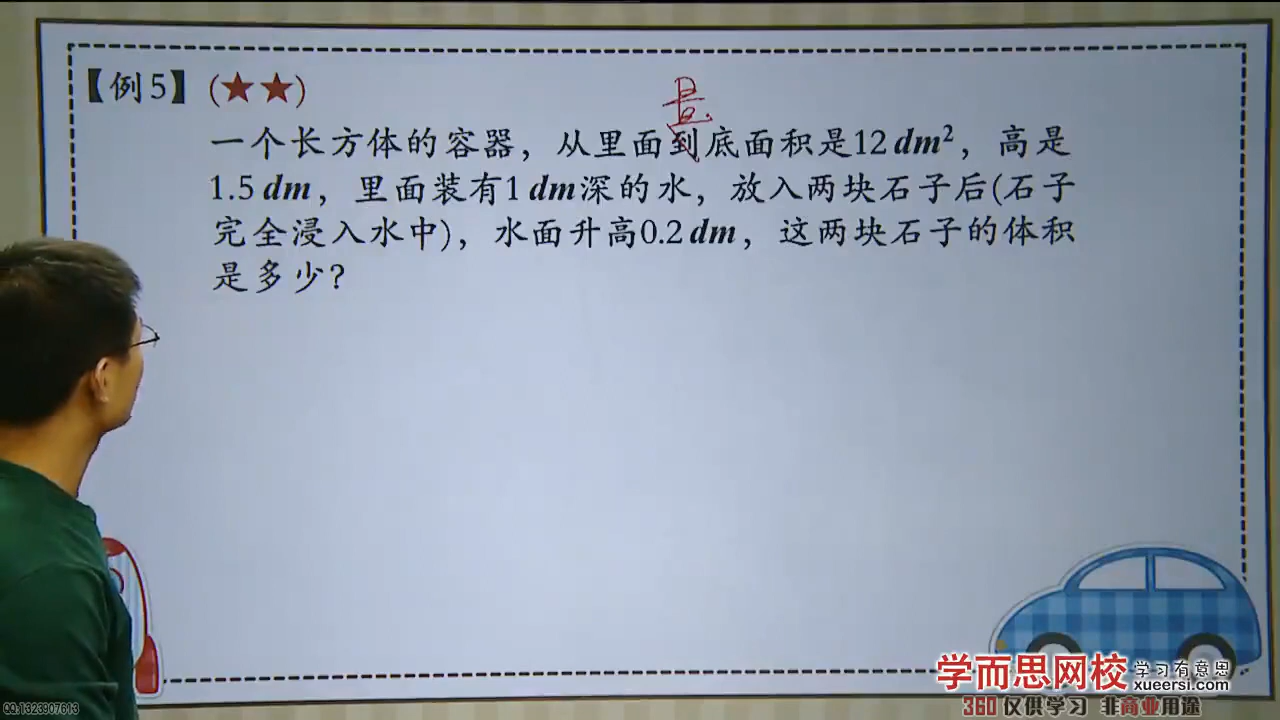 【例5】(★★)
量
一个长方体的容器，从里面到底面积是12 dm²，高是
1.5 dm，里面装有1 dm深的水，放入两块石子后(石子
完全浸入水中)，水面升高0.2 dm，这两块石子的体积
是多少?
学而思网校 学习有意思
xueersi.com
360 仅供学习 非商业用途
QQ:1323907613